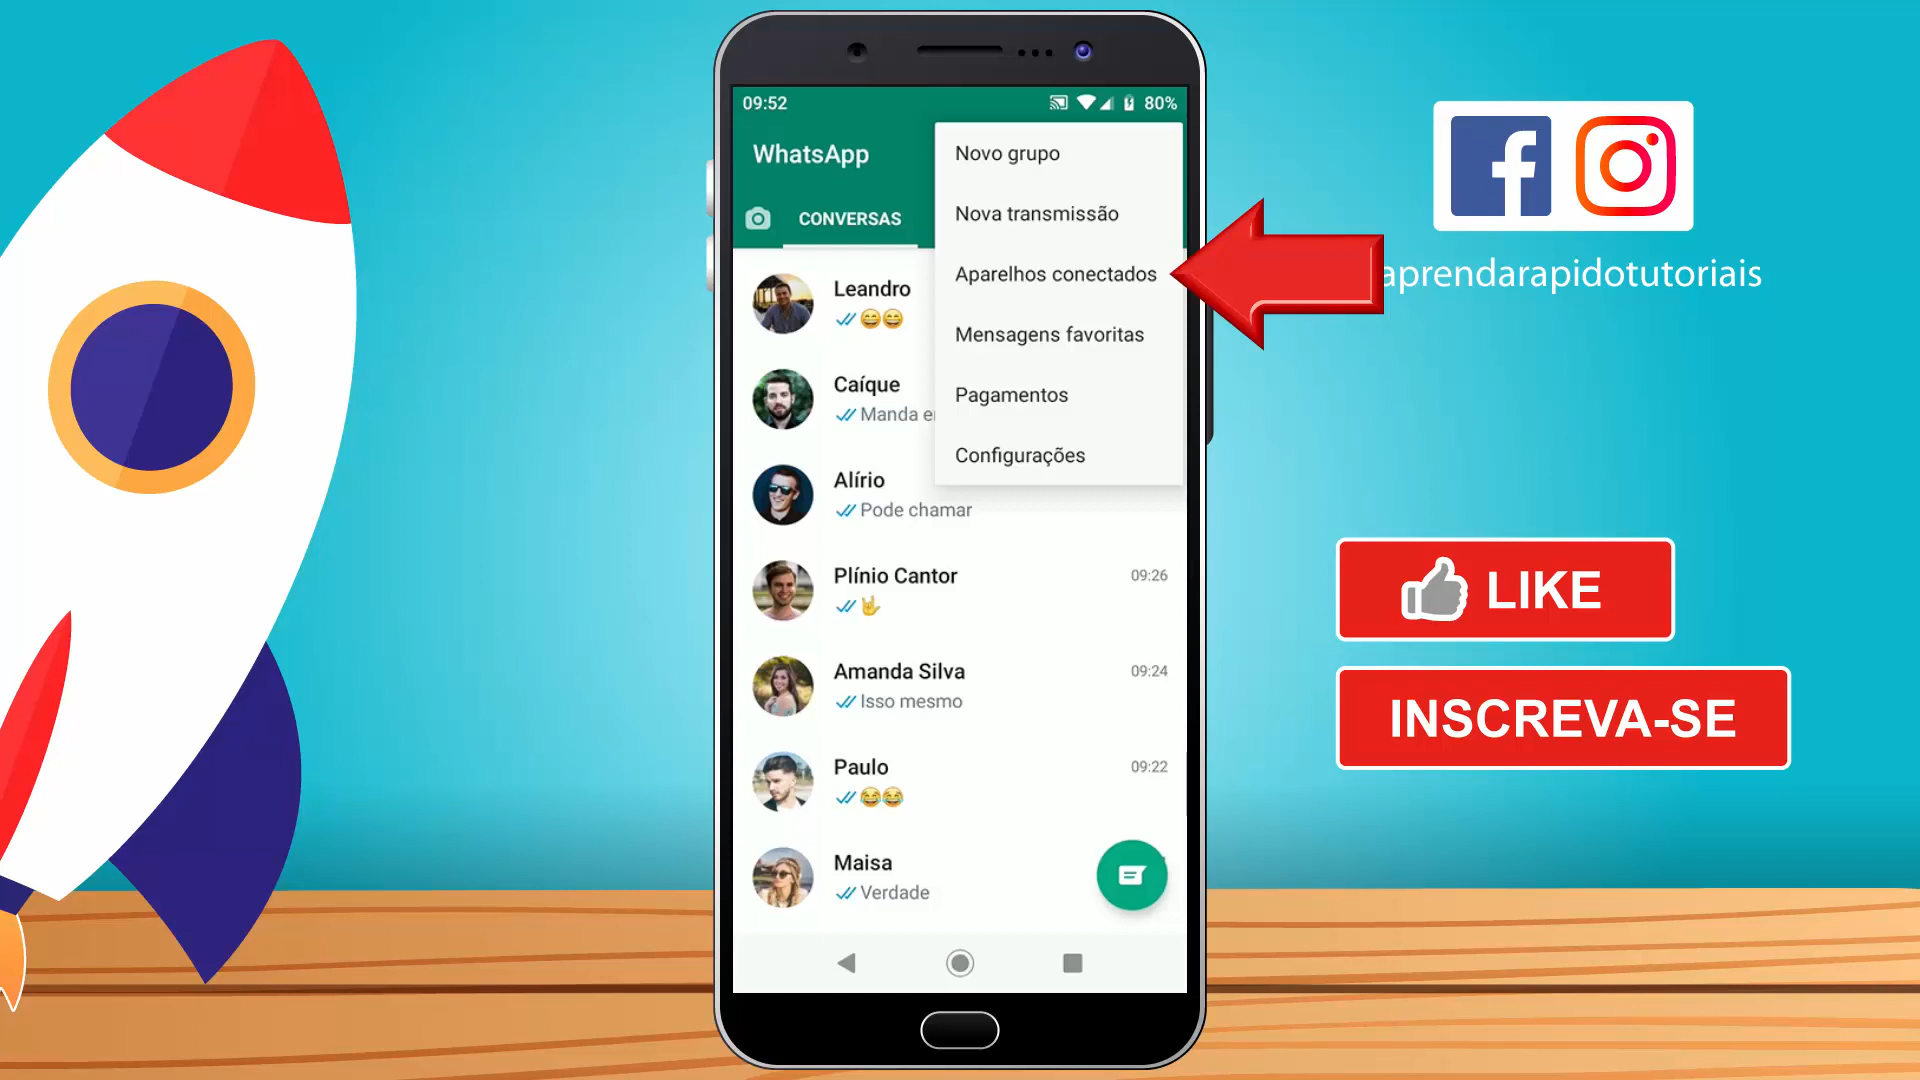 09:52
80%
WhatsApp
CONVERSAS
Novo grupo
Nova transmissão
Aparelhos conectados
Mensagens favoritas
Pagamentos
Configurações
Leandro
😄😄
Caíque
Manda
Alírio
Pode chamar
Plínio Cantor
09:26
🤟
Amanda Silva
09:24
Isso mesmo
Paulo
09:22
😂😂
Maisa
Verdade
f
aprendarapidotutoriais
LIKE
INSCREVA-SE